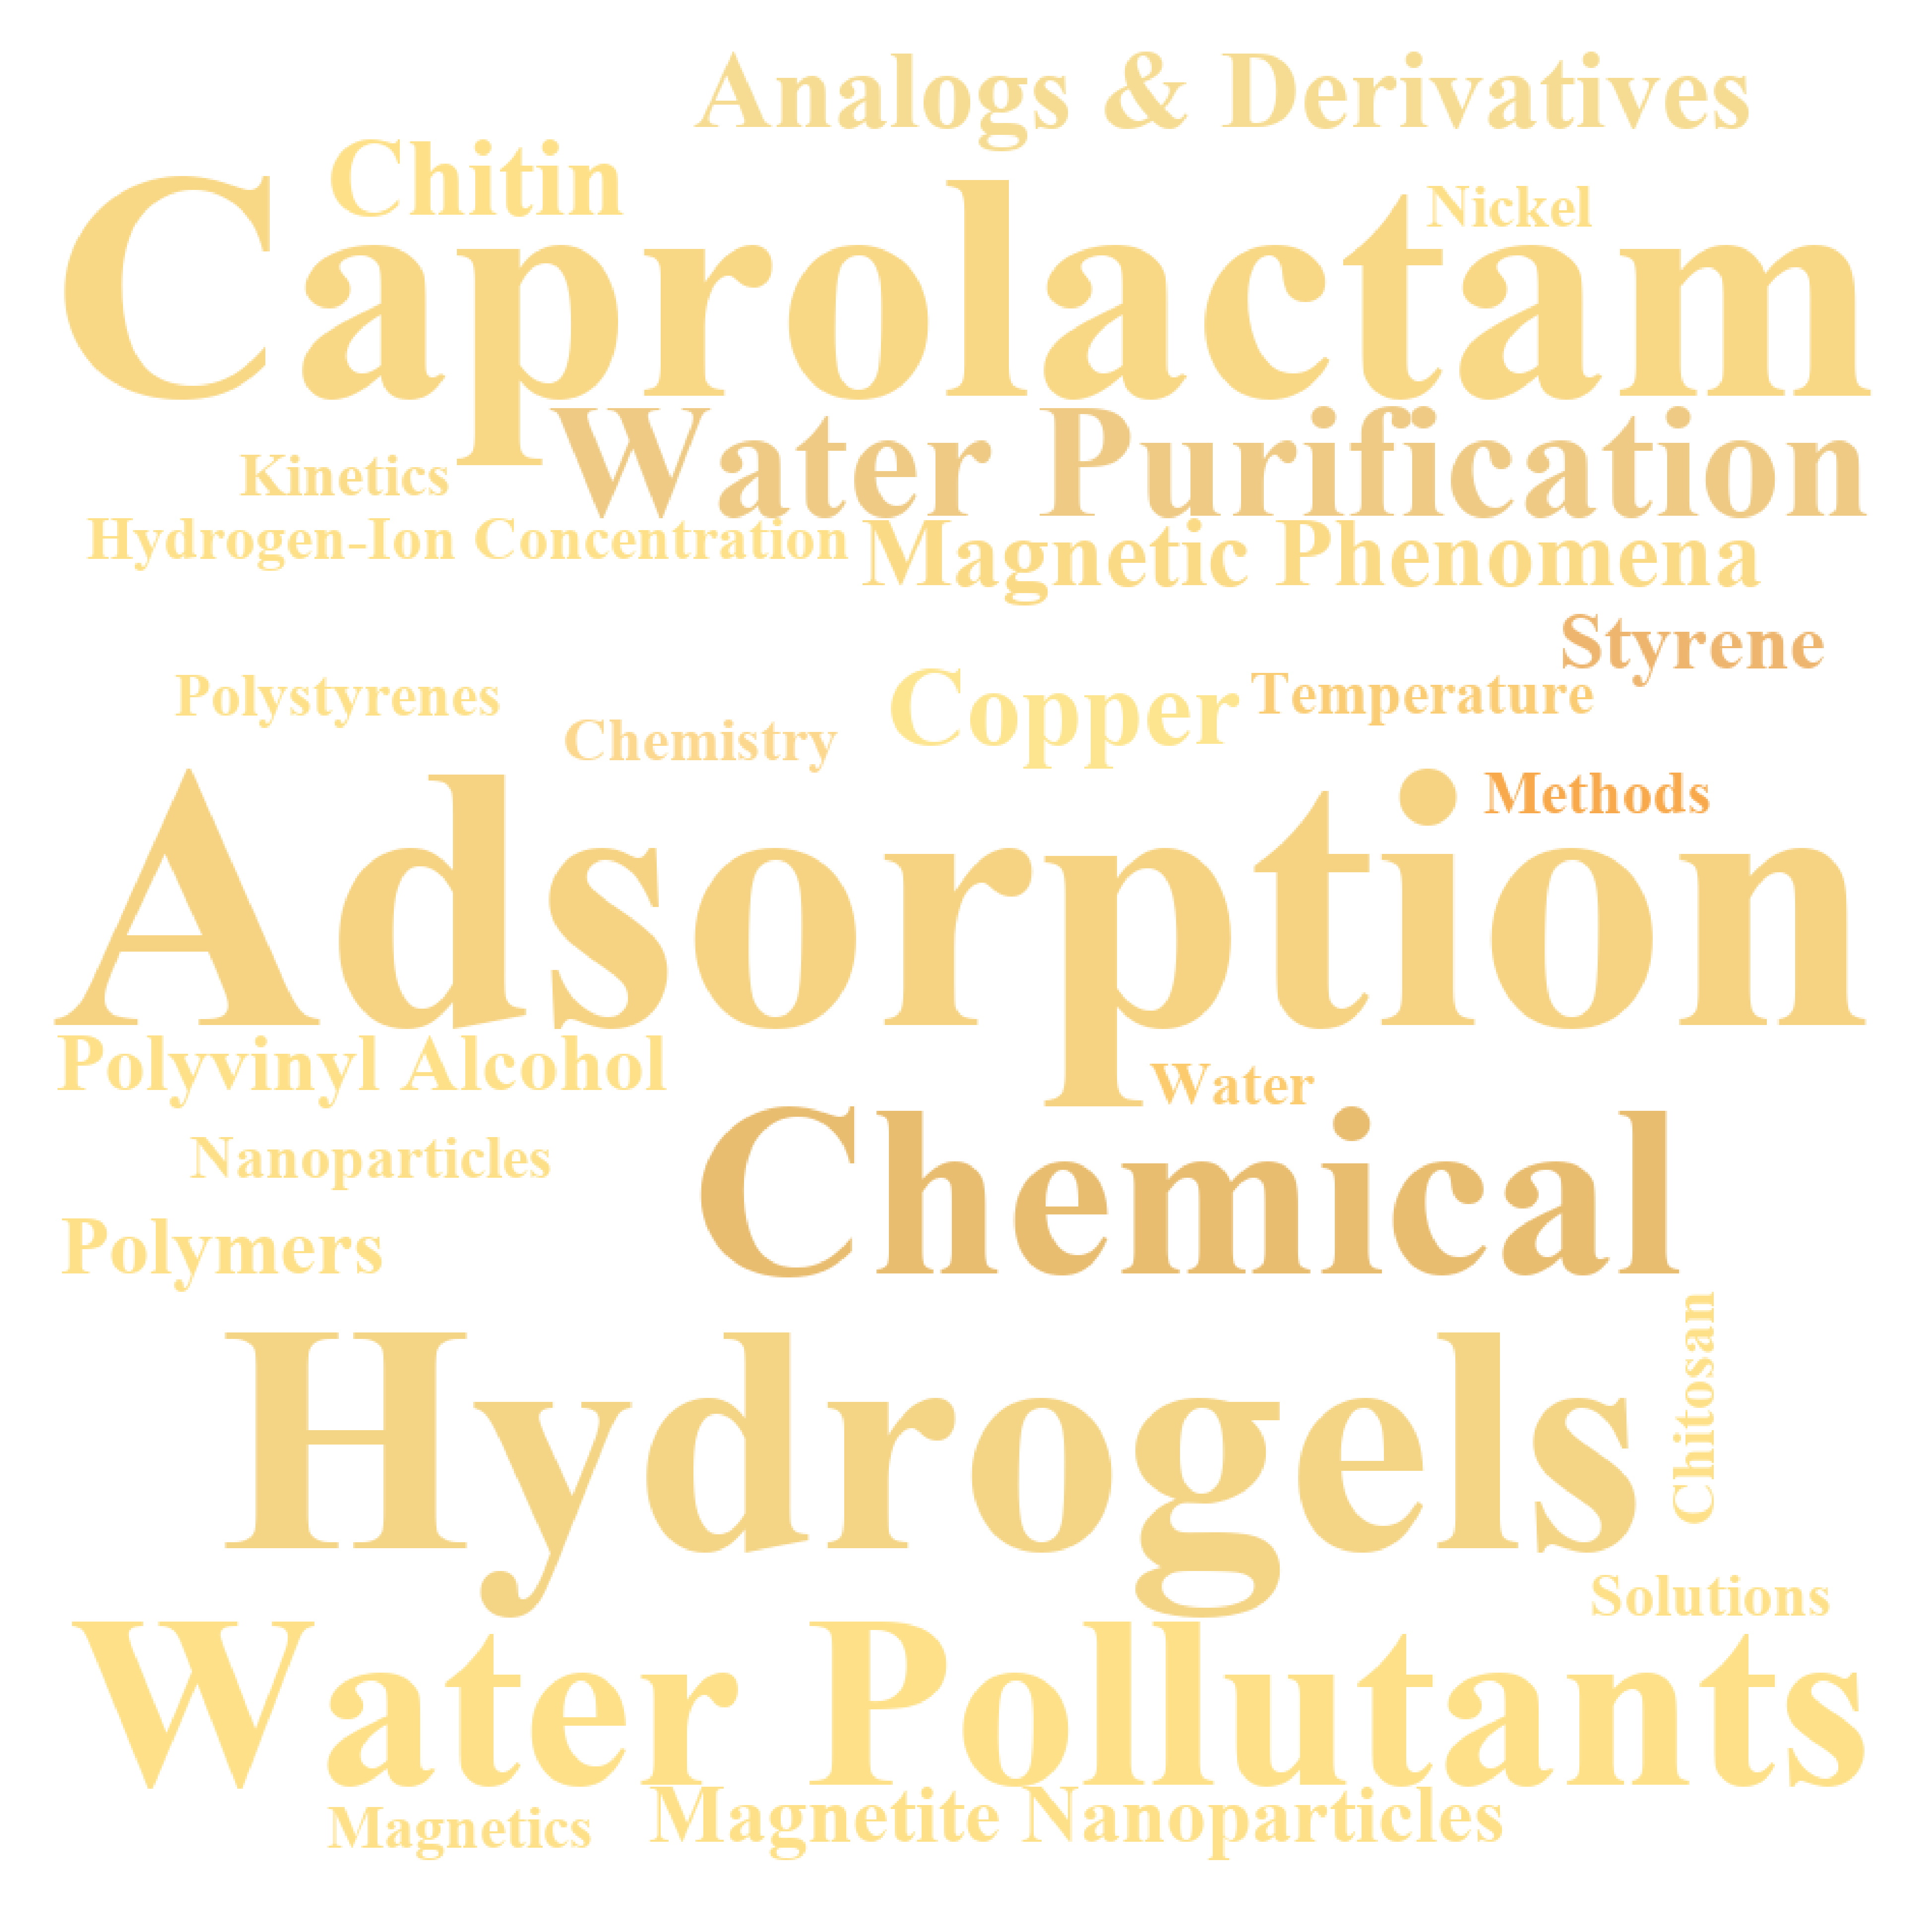 Analogs & Derivatives
Chitin
Nickel
Caprolactam
Water Purification
Kinetics
Hydrogen-Ion Concentration
Magnetic Phenomena
Styrene
Polystyrenes
Copper
Temperature
Chemistry
Methods
Adsorption
Polyvinyl Alcohol
Water
Nanoparticles
Chemical
Polymers
Chitosan
Hydrogels
Solutions
Water Pollutants
Magnetics
Magnetite Nanoparticles